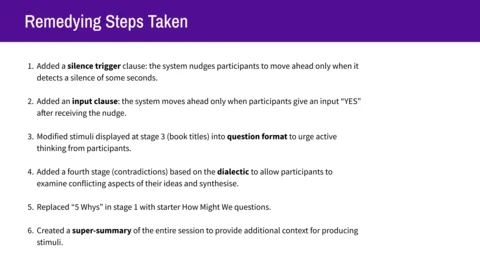 Remedying Steps Taken
1. Added a silence trigger clause: the system nudges participants to move ahead only when it
detects a silence of some seconds.
2. Added an input clause: the system moves ahead only when participants give an input “YES”
after receiving the nudge.
3. Modified stimuli displayed at stage 3 (book titles) into question format to urge active
thinking from participants.
4. Added a fourth stage (contradictions) based on the dialectic to allow participants to
examine conflicting aspects of their ideas and synthesise.
5. Replaced “5 Whys” in stage 1 with starter How Might We questions.
6. Created a super-summary of the entire session to provide additional context for producing
stimuli.